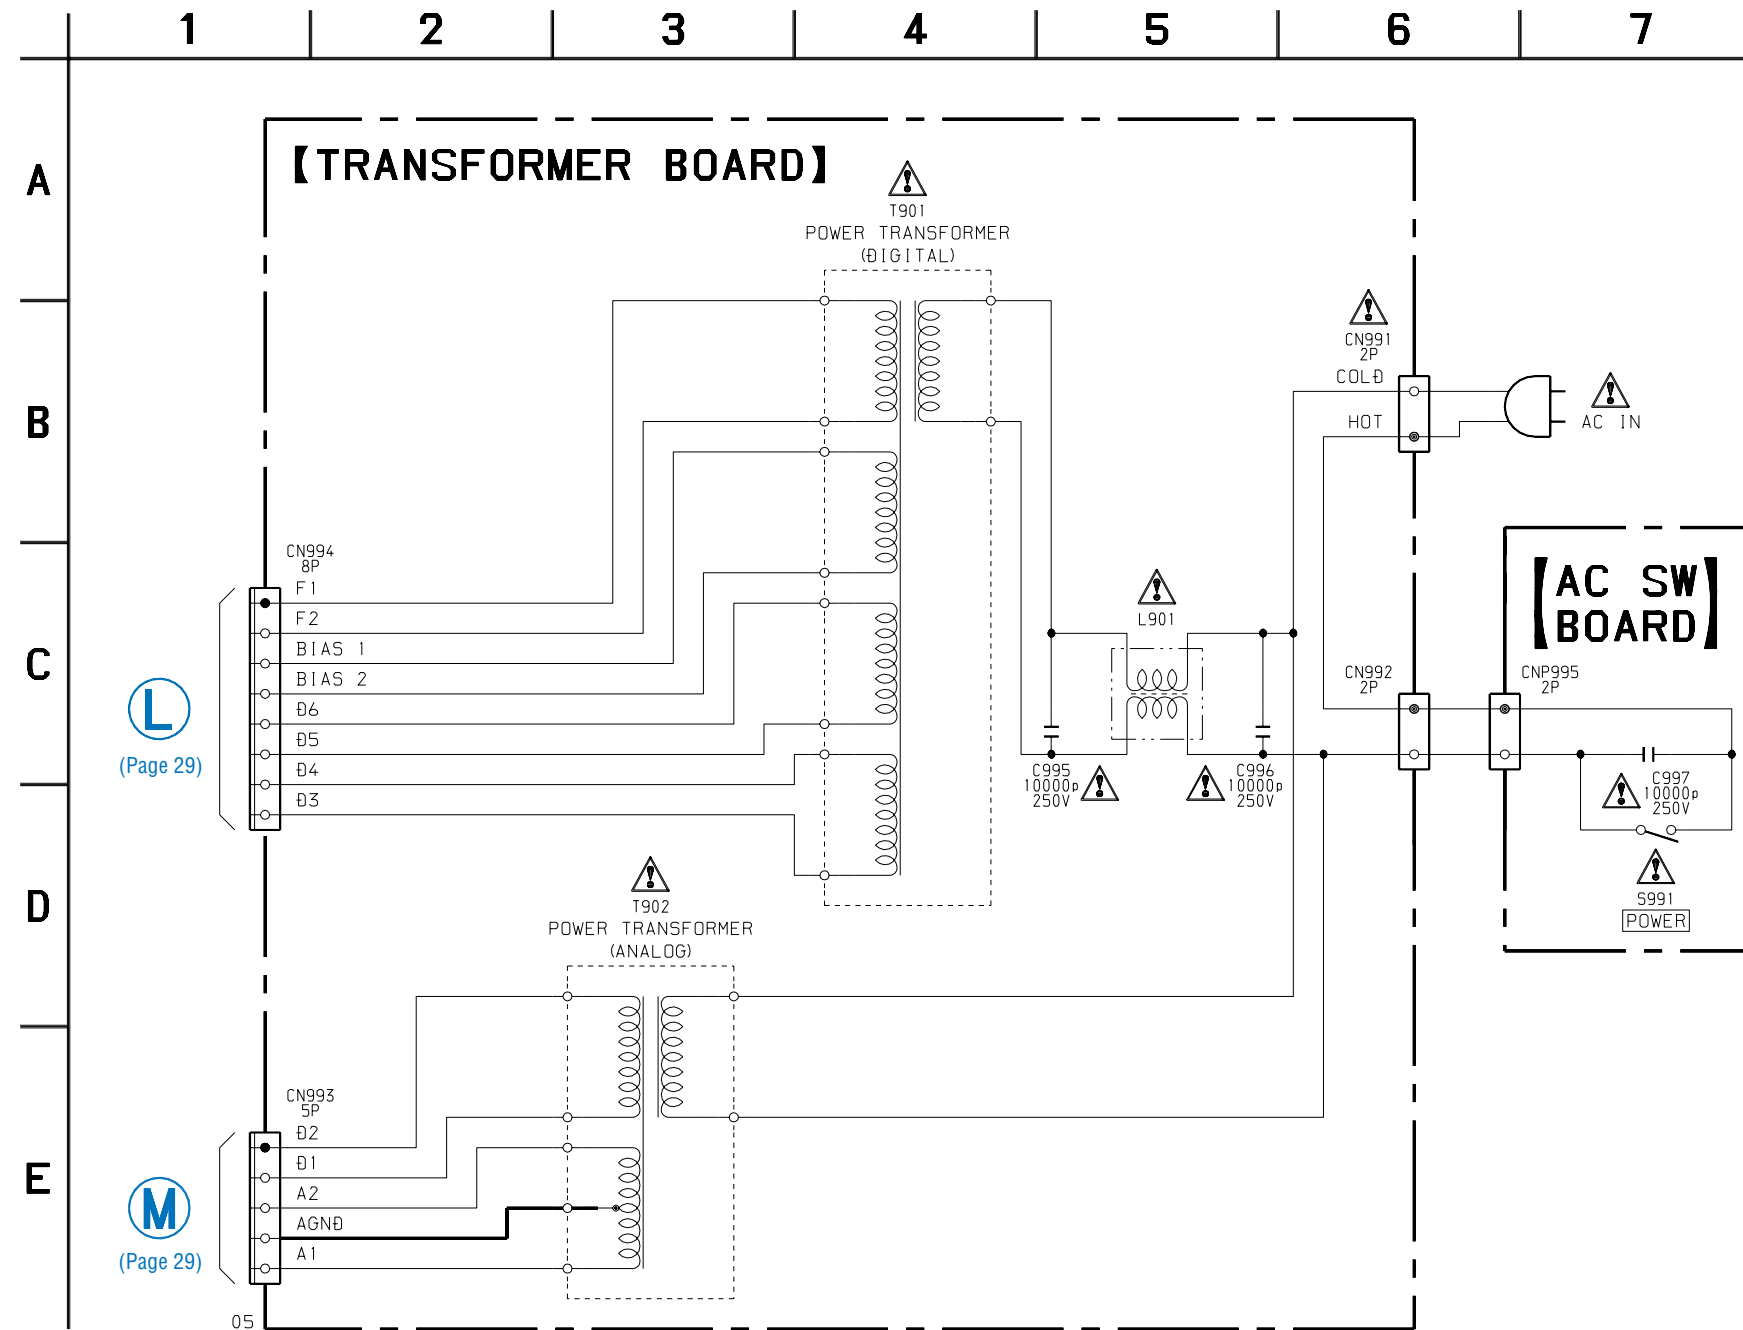 1 2 3 4 5 6 7
A
B
C
D
E
【TRANSFORMER BOARD】
T901
POWER TRANSFORMER
(DIGITAL)
CN991
2P
COLD
HOT
AC IN
CN994
8P
F1
F2
BIAS 1
BIAS 2
D6
D5
D4
D3
L
(Page 29)
L901
C995
10000p
250V
C996
10000p
250V
CN992
2P
【AC SW
BOARD】
CNP995
2P
C997
10000p
250V
S991
POWER
T902
POWER TRANSFORMER
(ANALOG)
CN993
5P
D2
D1
A2
AGND
A1
M
(Page 29)
05